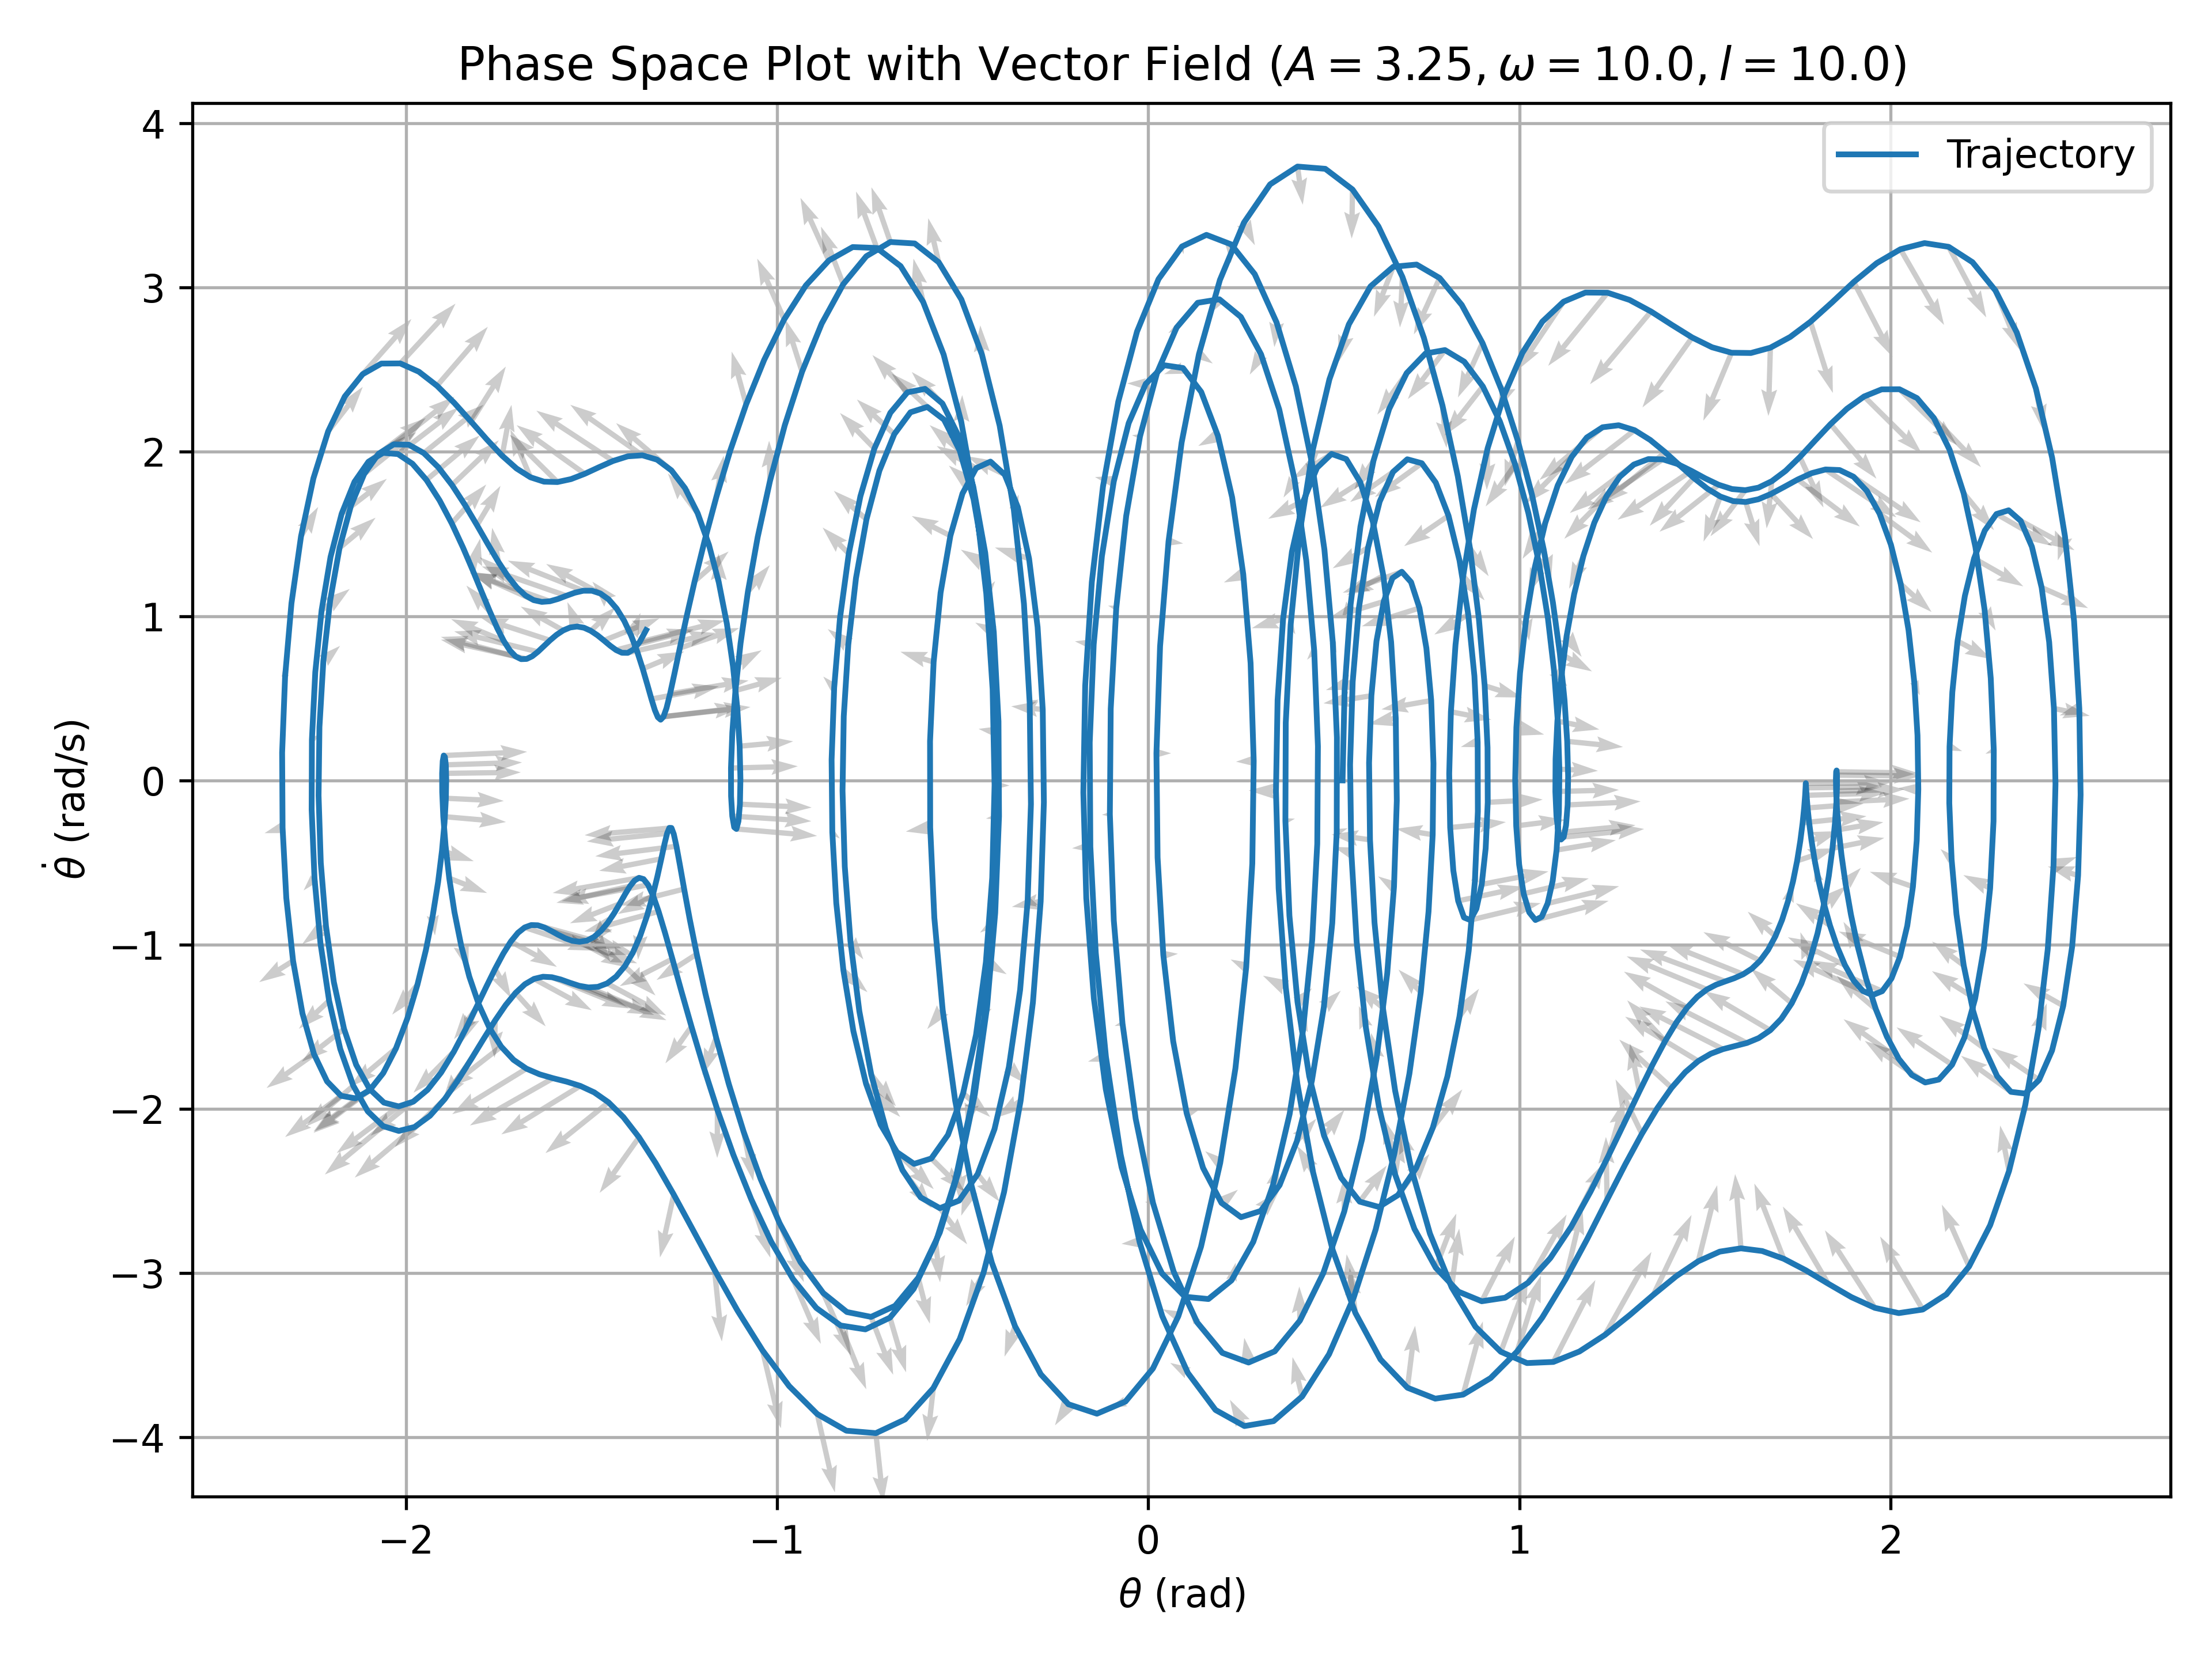 Phase Space Plot with Vector Field (A = 3.25, ω = 10.0, l = 10.0)
Trajectory
4
3
2
1
0
−1
−2
−3
−4
θ̇ (rad/s)
−2 −1 0 1 2
θ (rad)